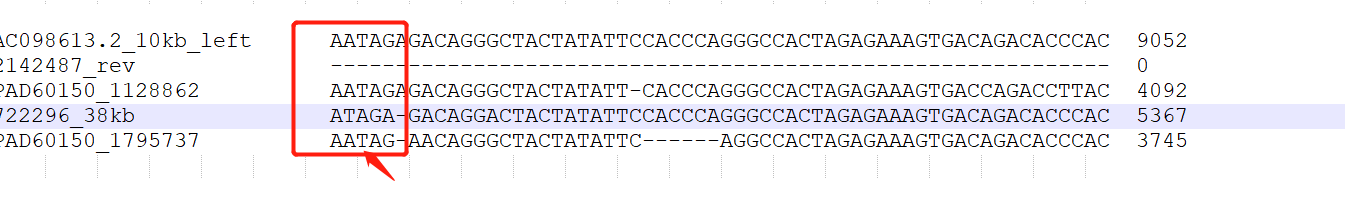 AC098613.2_10kb_left AATAGAGACAGGGCTACTATATTCCACCCAGGGCCACTAGAGAAAGTGACAGACACCCAC 9052
2142487_rev ------------------------------------------------------------ 0
PAD60150_1128862 AATAGAGACAGGGCTACTATATT-CACCCAGGGCCACTAGAGAAAGTGACCAGACCTTAC 4092
722296_38kb ATAGA-GACAGGACTACTATATTCCACCCAGGGCCACTAGAGAAAGTGACAGACACCCAC 5367
PAD60150_1795737 AATAG-AACAGGGCTACTATATTC------AGGCCACTAGAGAAAGTGACAGACACCCAC 3745